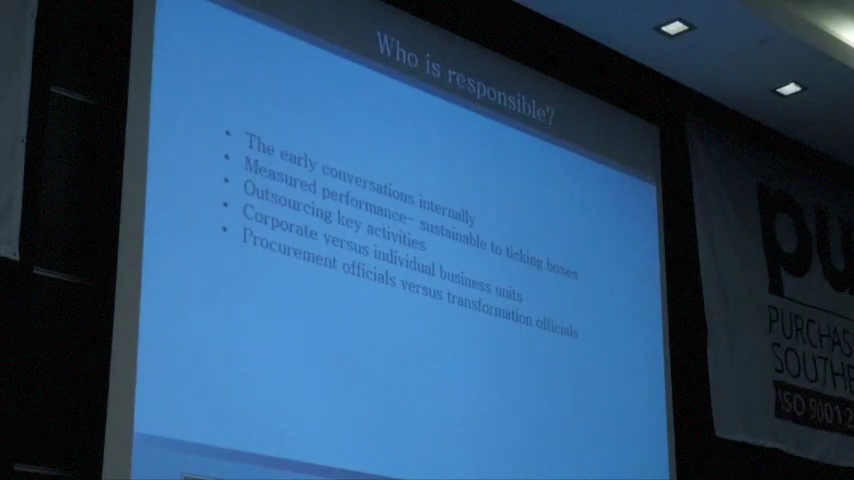 Who is responsible?
• The early conversations internally
• Measured performance- sustainable to ticking boxes
• Outsourcing key activities
• Corporate versus individual business units
• Procurement officials versus transformation officials
pu
PURCHAS
SOUTHE
ISO 9001:2